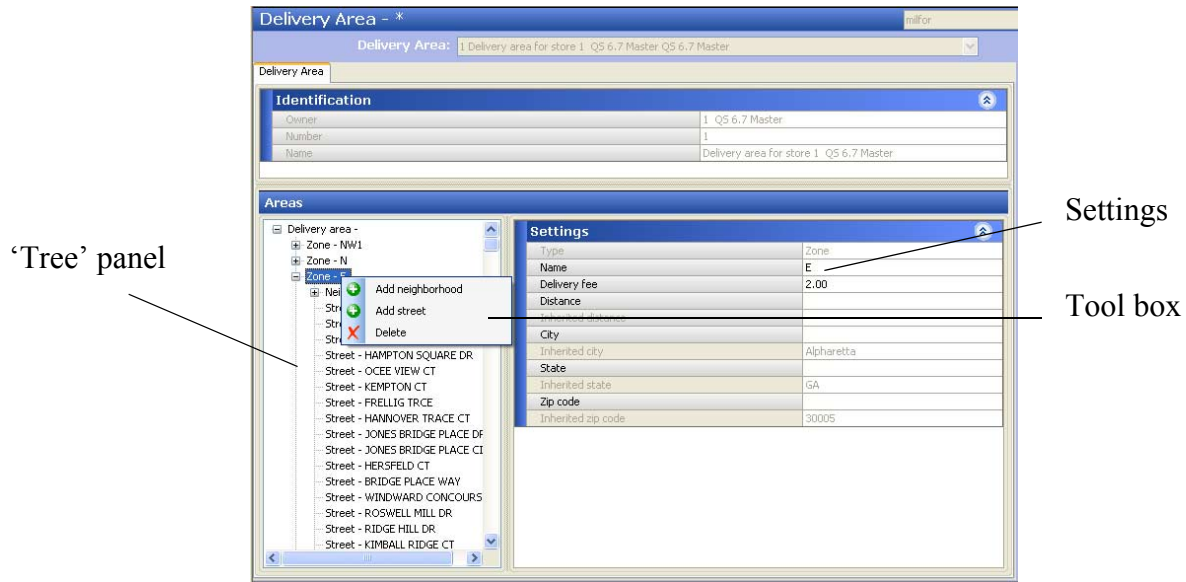 Delivery Area - *
milfor
Delivery Area: 1 Delivery area for store 1 QS 6.7 Master QS 6.7 Master
Delivery Area
Identification
Owner 1 QS 6.7 Master
Number 1
Name Delivery area for store 1 QS 6.7 Master
Areas
Delivery area -
Zone - NW1
Zone - N
Zone - E
Nei
Str
Str
Str
Street - HAMPTON SQUARE DR
Street - OCEE VIEW CT
Street - KEMPTON CT
Street - FRELLIG TRCE
Street - HANNOVER TRACE CT
Street - JONES BRIDGE PLACE DF
Street - JONES BRIDGE PLACE CI
Street - HERSFELD CT
Street - BRIDGE PLACE WAY
Street - WINDWARD CONCOURS
Street - ROSWELL MILL DR
Street - RIDGE HILL DR
Street - KIMBALL RIDGE CT
Add neighborhood
Add street
Delete
Settings
Type Zone
Name E
Delivery fee 2.00
Distance
Inherited distance
City
Inherited city Alpharetta
State
Inherited state GA
Zip code
Inherited zip code 30005
‘Tree’ panel
Settings
Tool box